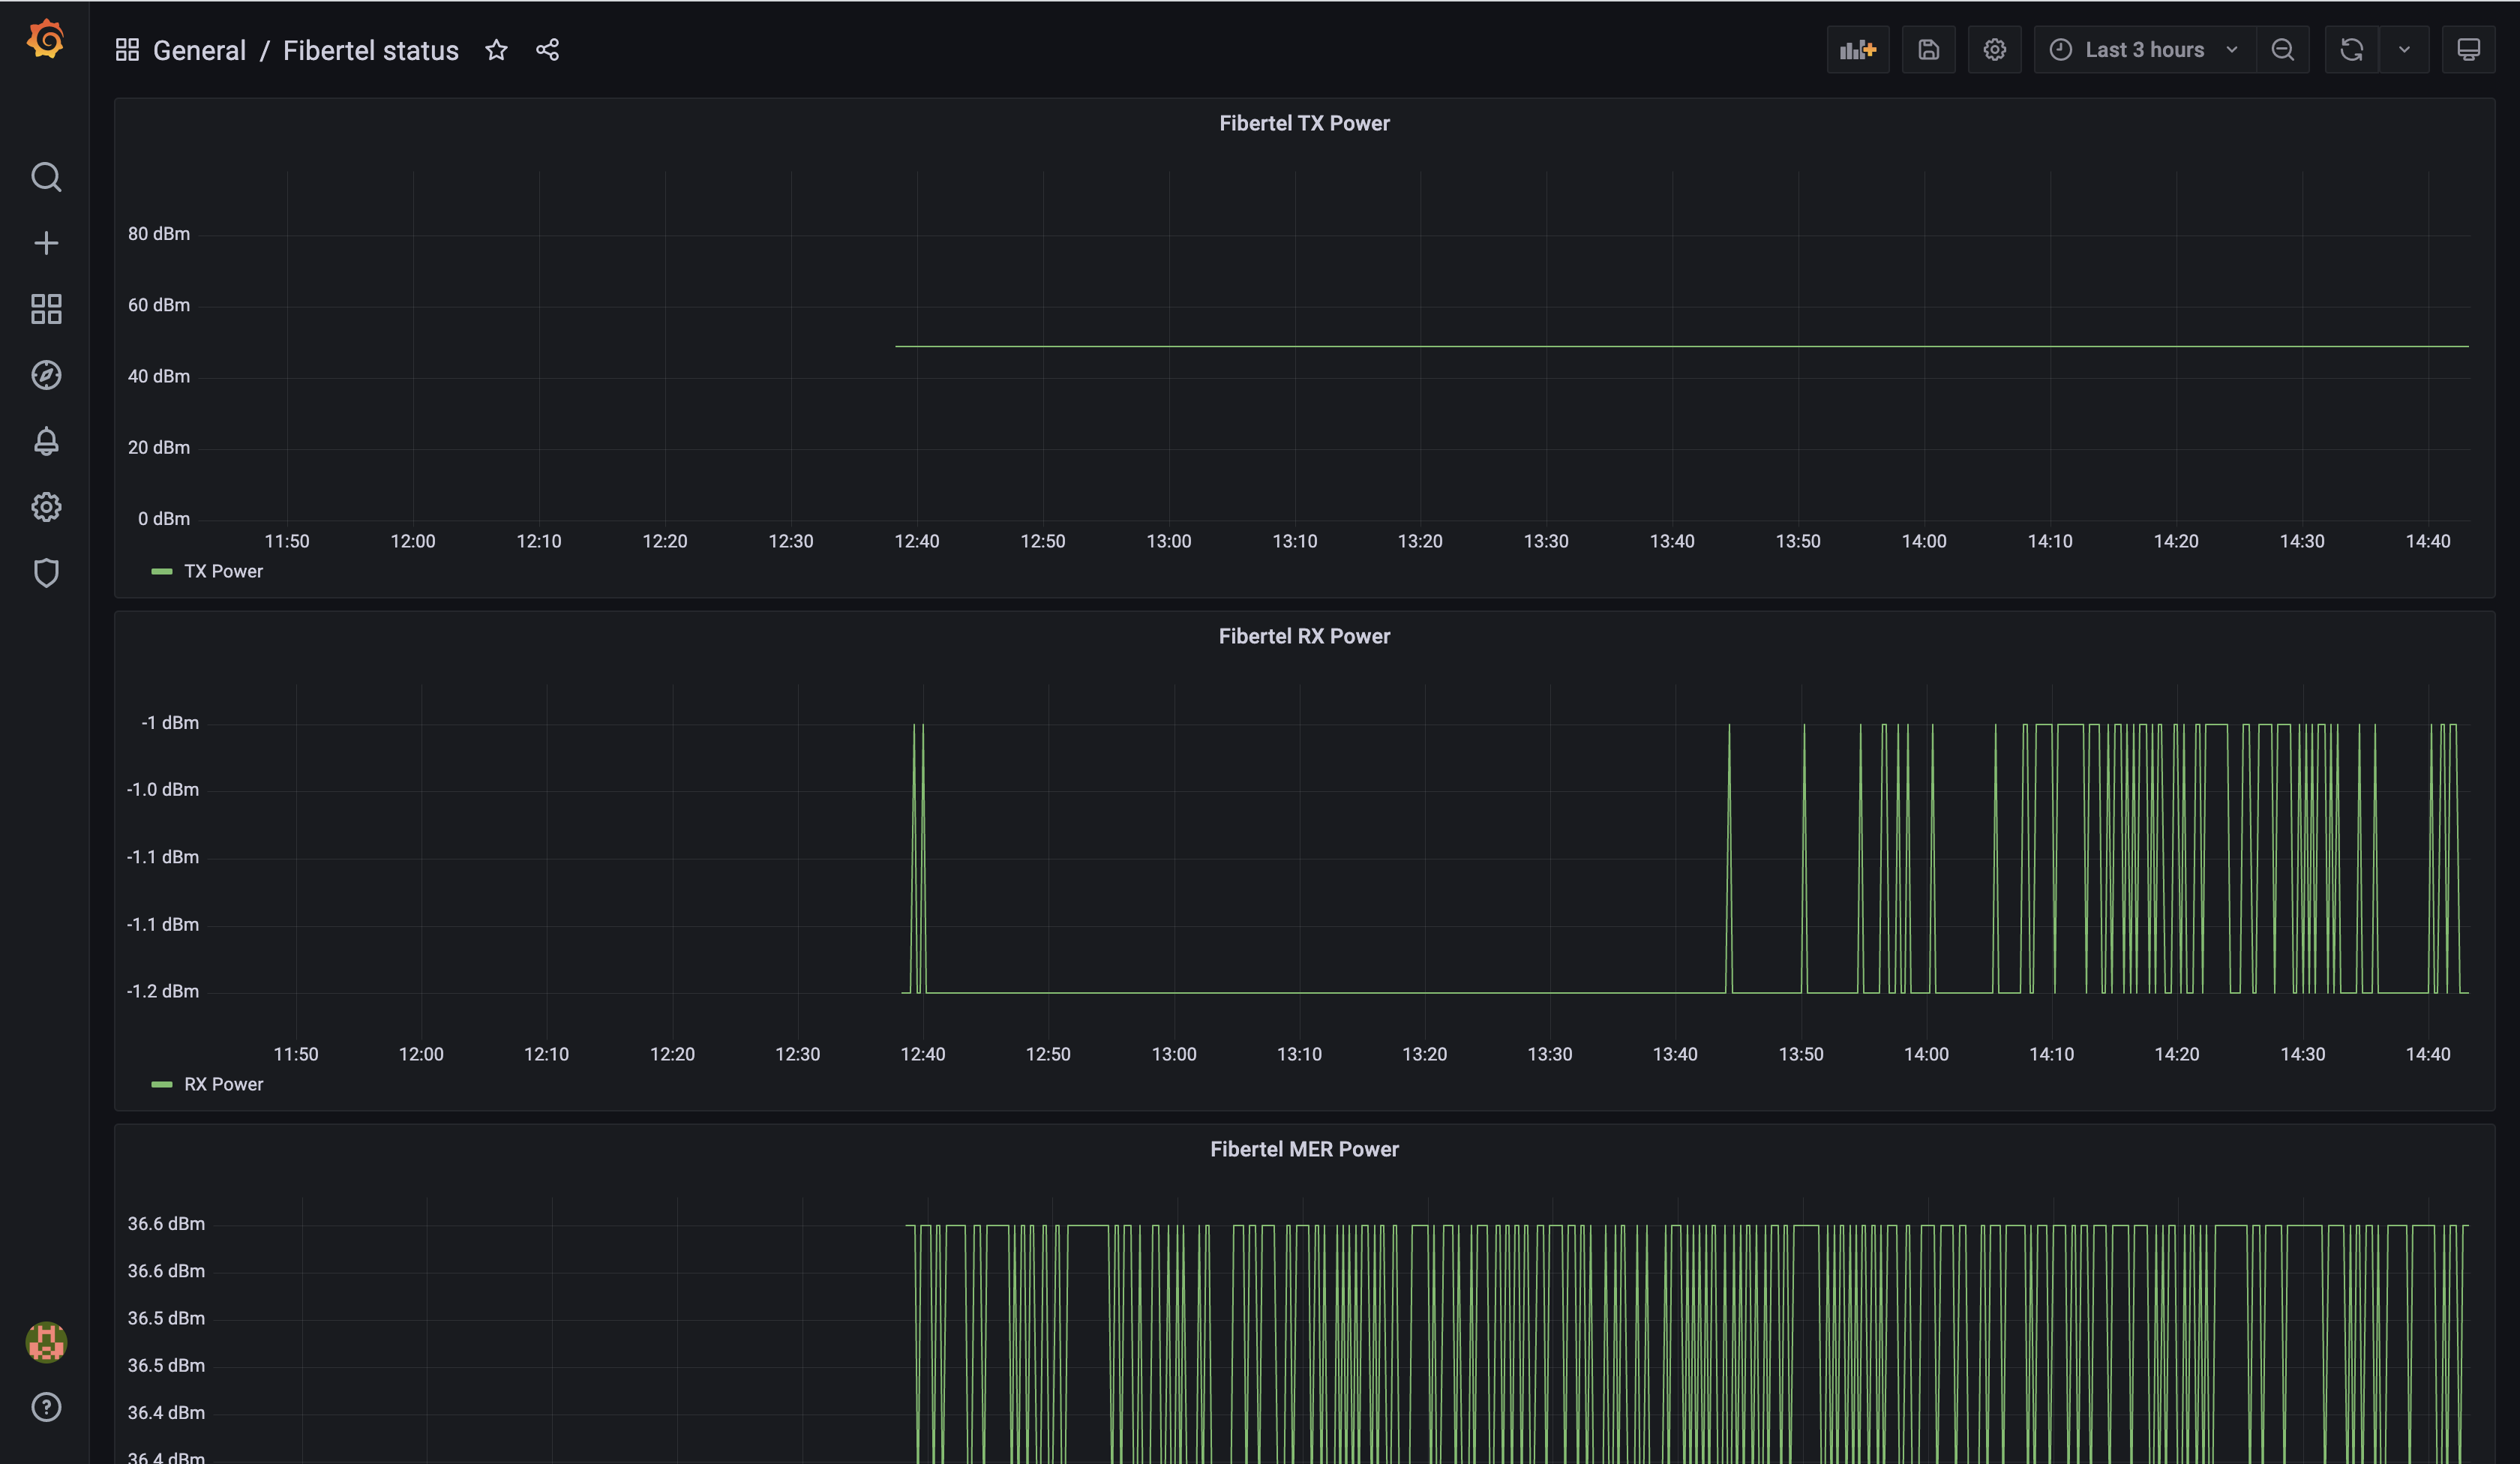 General / Fibertel status
Last 3 hours
Fibertel TX Power
80 dBm
60 dBm
40 dBm
20 dBm
0 dBm
11:50 12:00 12:10 12:20 12:30 12:40 12:50 13:00 13:10 13:20 13:30 13:40 13:50 14:00 14:10 14:20 14:30 14:40
TX Power
Fibertel RX Power
-1 dBm
-1.0 dBm
-1.1 dBm
-1.1 dBm
-1.2 dBm
11:50 12:00 12:10 12:20 12:30 12:40 12:50 13:00 13:10 13:20 13:30 13:40 13:50 14:00 14:10 14:20 14:30 14:40
RX Power
Fibertel MER Power
36.6 dBm
36.6 dBm
36.5 dBm
36.5 dBm
36.4 dBm
36.4 dBm